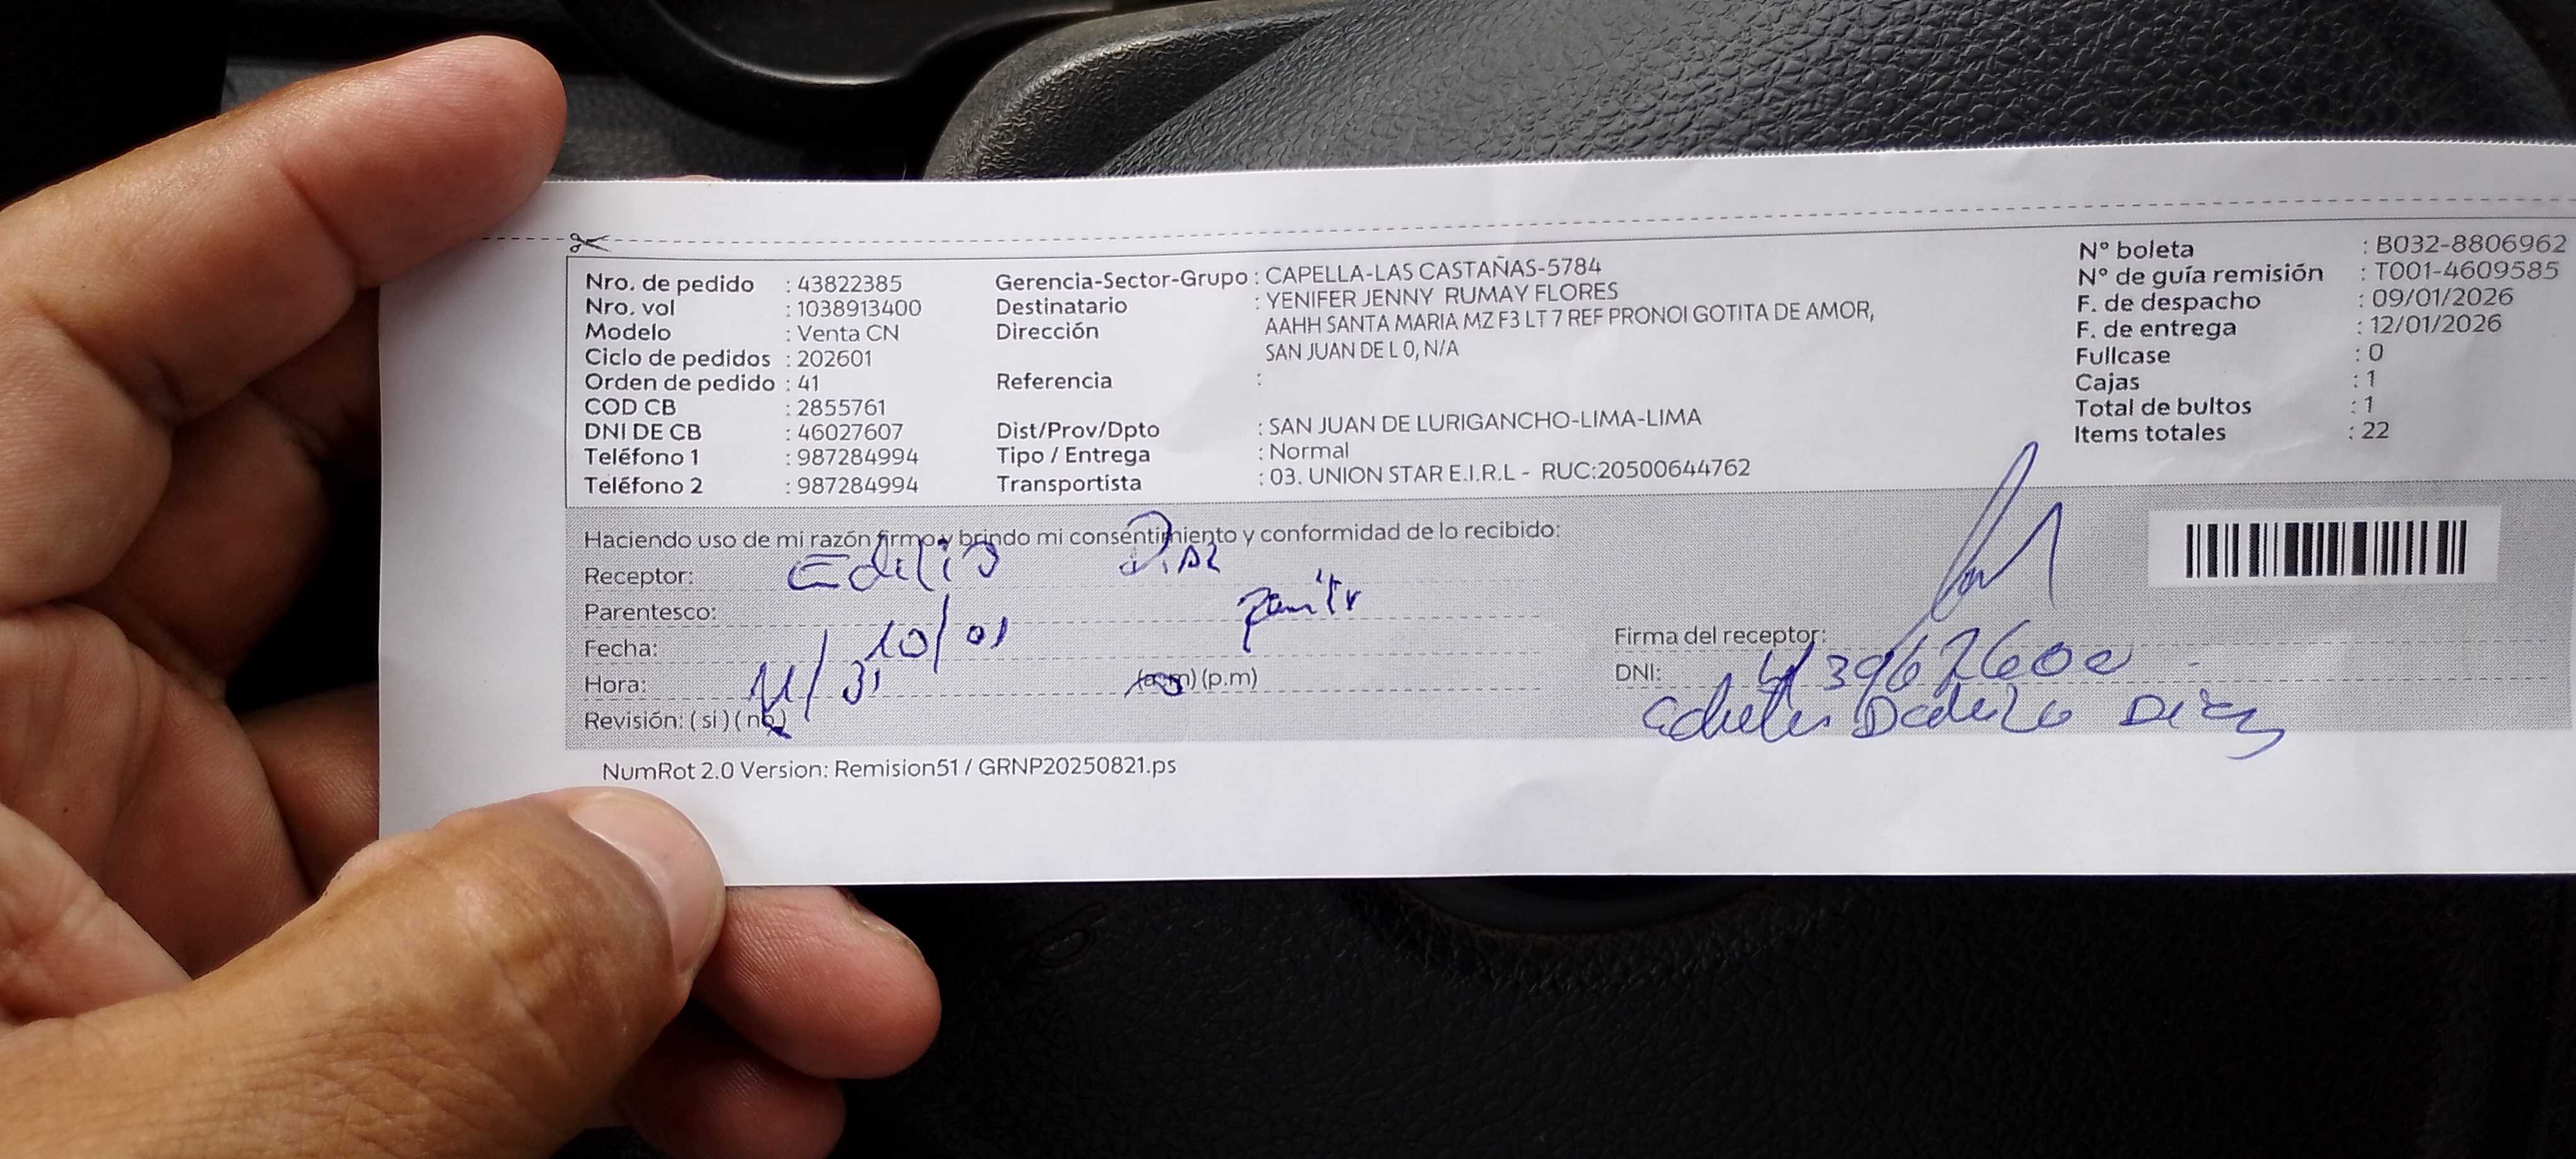 Nro. de pedido : 43822385
Nro. vol : 1038913400
Modelo : Venta CN
Ciclo de pedidos : 202601
Orden de pedido : 41
COD CB : 2855761
DNI DE CB : 46027607
Teléfono 1 : 987284994
Teléfono 2 : 987284994
Gerencia-Sector-Grupo : CAPELLA-LAS CASTAÑAS-5784
Destinatario : YENIFER JENNY RUMAY FLORES
Dirección AAHH SANTA MARIA MZ F3 LT 7 REF PRONOI GOTITA DE AMOR,
SAN JUAN DE L 0, N/A
Referencia :
Dist/Prov/Dpto : SAN JUAN DE LURIGANCHO-LIMA-LIMA
Tipo / Entrega : Normal
Transportista : 03. UNION STAR E.I.R.L - RUC:20500644762
N° boleta : B032-8806962
N° de guía remisión : T001-4609585
F. de despacho : 09/01/2026
F. de entrega : 12/01/2026
Fullcase : 0
Cajas : 1
Total de bultos : 1
Items totales : 22
Haciendo uso de mi razón firmo y brindo mi consentimiento y conformidad de lo recibido:
Receptor: Edilis
Parentesco:
Fecha: 10/01
Hora: 11/31 (p.m)
Revisión: ( si ) ( no )
Firma del receptor:
DNI:
NumRot 2.0 Version: Remision51 / GRNP20250821.ps